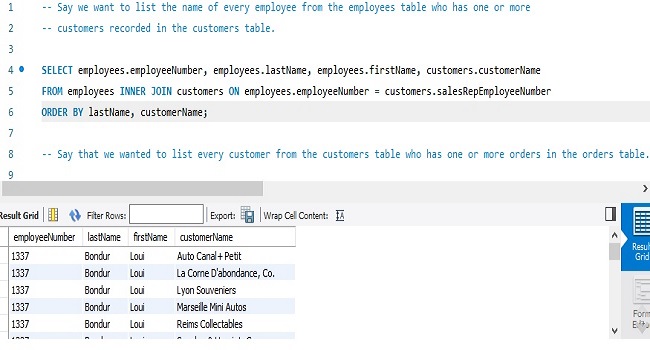 1 -- Say we want to list the name of every employee from the employees table who has one or more
2 -- customers recorded in the customers table.
3
4 SELECT employees.employeeNumber, employees.lastName, employees.firstName, customers.customerName
5 FROM employees INNER JOIN customers ON employees.employeeNumber = customers.salesRepEmployeeNumber
6 ORDER BY lastName, customerName;
7
8 -- Say that we wanted to list every customer from the customers table who has one or more orders in the orders table.
9
Result Grid Filter Rows: Export: Wrap Cell Content: IA
employeeNumber lastName firstName customerName
1337 Bondur Loui Auto Canal+ Petit
1337 Bondur Loui La Corne D'abondance, Co.
1337 Bondur Loui Lyon Souveniers
1337 Bondur Loui Marseille Mini Autos
1337 Bondur Loui Reims Collectables
Grid
Form